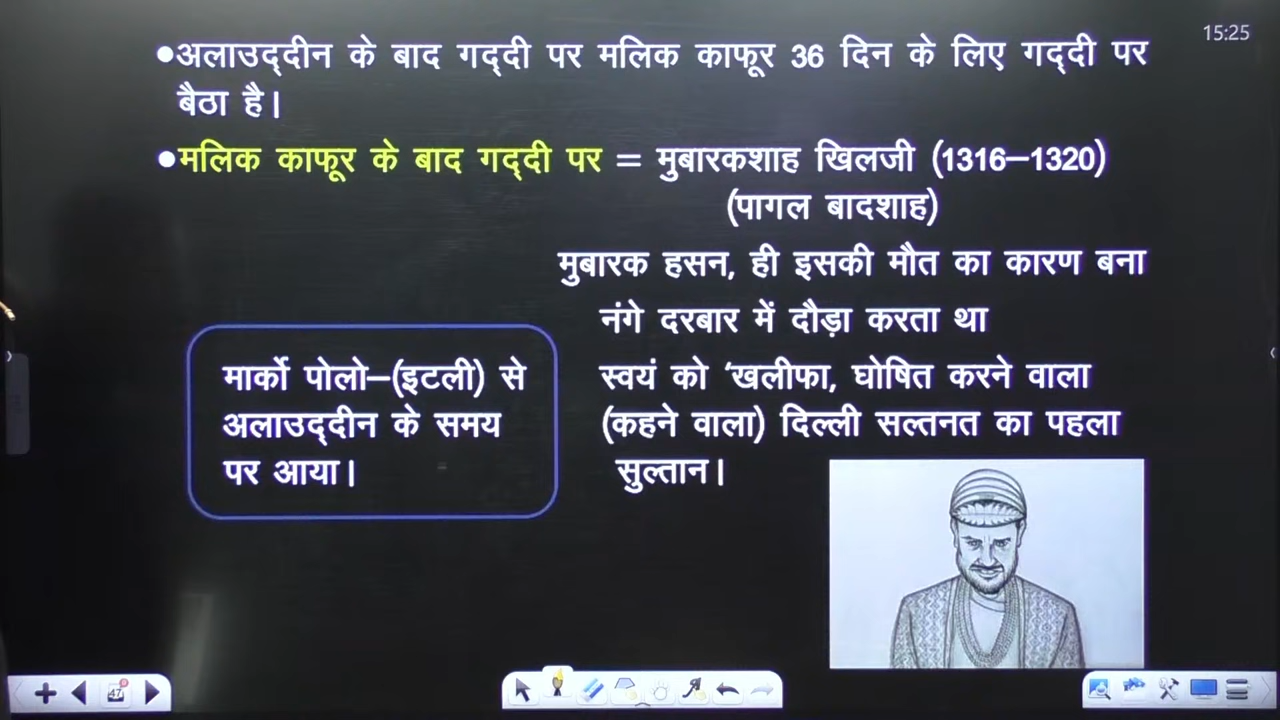 15:25
•अलाउद्दीन के बाद गद्दी पर मलिक काफूर 36 दिन के लिए गद्दी पर
बैठा है।
•मलिक काफूर के बाद गद्दी पर = मुबारकशाह खिलजी (1316–1320)
(पागल बादशाह)
मुबारक हसन, ही इसकी मौत का कारण बना
नंगे दरबार में दौड़ा करता था
स्वयं को ‘खलीफा, घोषित करने वाला
(कहने वाला) दिल्ली सल्तनत का पहला
सुल्तान।
मार्को पोलो–(इटली) से
अलाउद्दीन के समय
पर आया।
47